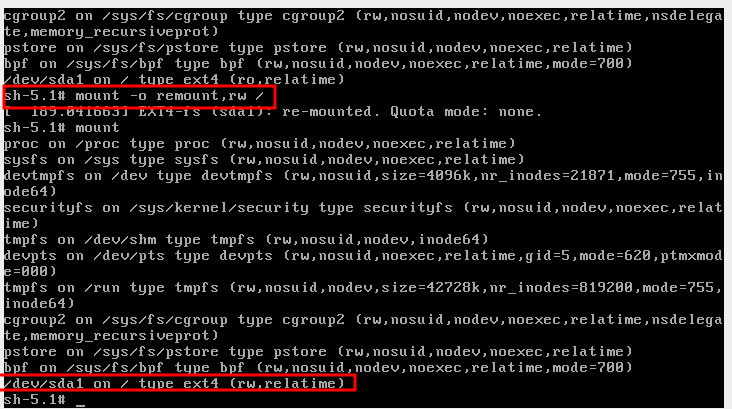 cgroup2 on /sys/fs/cgroup type cgroup2 (rw,nosuid,nodev,noexec,relatime,nsdelega
te,memory_recursiveprot)
pstore on /sys/fs/pstore type pstore (rw,nosuid,nodev,noexec,relatime)
bpf on /sys/fs/bpf type bpf (rw,nosuid,nodev,noexec,relatime,mode=700)
/dev/sda1 on / type ext4 (ro,relatime)
sh-5.1# mount -o remount,rw /
[  189.041663] EXT4-fs (sda1): re-mounted. Quota mode: none.
sh-5.1# mount
proc on /proc type proc (rw,nosuid,nodev,noexec,relatime)
sysfs on /sys type sysfs (rw,nosuid,nodev,noexec,relatime)
devtmpfs on /dev type devtmpfs (rw,nosuid,size=4096k,nr_inodes=21871,mode=755,in
ode64)
securityfs on /sys/kernel/security type securityfs (rw,nosuid,nodev,noexec,relat
ime)
tmpfs on /dev/shm type tmpfs (rw,nosuid,nodev,inode64)
devpts on /dev/pts type devpts (rw,nosuid,noexec,relatime,gid=5,mode=620,ptmxmod
e=000)
tmpfs on /run type tmpfs (rw,nosuid,nodev,size=42728k,nr_inodes=819200,mode=755,
inode64)
cgroup2 on /sys/fs/cgroup type cgroup2 (rw,nosuid,nodev,noexec,relatime,nsdelega
te,memory_recursiveprot)
pstore on /sys/fs/pstore type pstore (rw,nosuid,nodev,noexec,relatime)
bpf on /sys/fs/bpf type bpf (rw,nosuid,nodev,noexec,relatime,mode=700)
/dev/sda1 on / type ext4 (rw,relatime)
sh-5.1# _